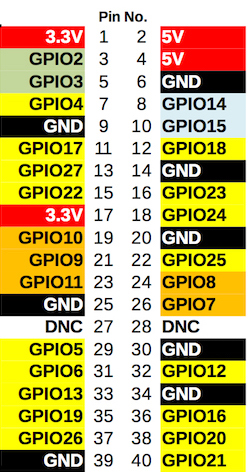 Pin No.
3.3V 1 2 5V
GPIO2 3 4 5V
GPIO3 5 6 GND
GPIO4 7 8 GPIO14
GND 9 10 GPIO15
GPIO17 11 12 GPIO18
GPIO27 13 14 GND
GPIO22 15 16 GPIO23
3.3V 17 18 GPIO24
GPIO10 19 20 GND
GPIO9 21 22 GPIO25
GPIO11 23 24 GPIO8
GND 25 26 GPIO7
DNC 27 28 DNC
GPIO5 29 30 GND
GPIO6 31 32 GPIO12
GPIO13 33 34 GND
GPIO19 35 36 GPIO16
GPIO26 37 38 GPIO20
GND 39 40 GPIO21